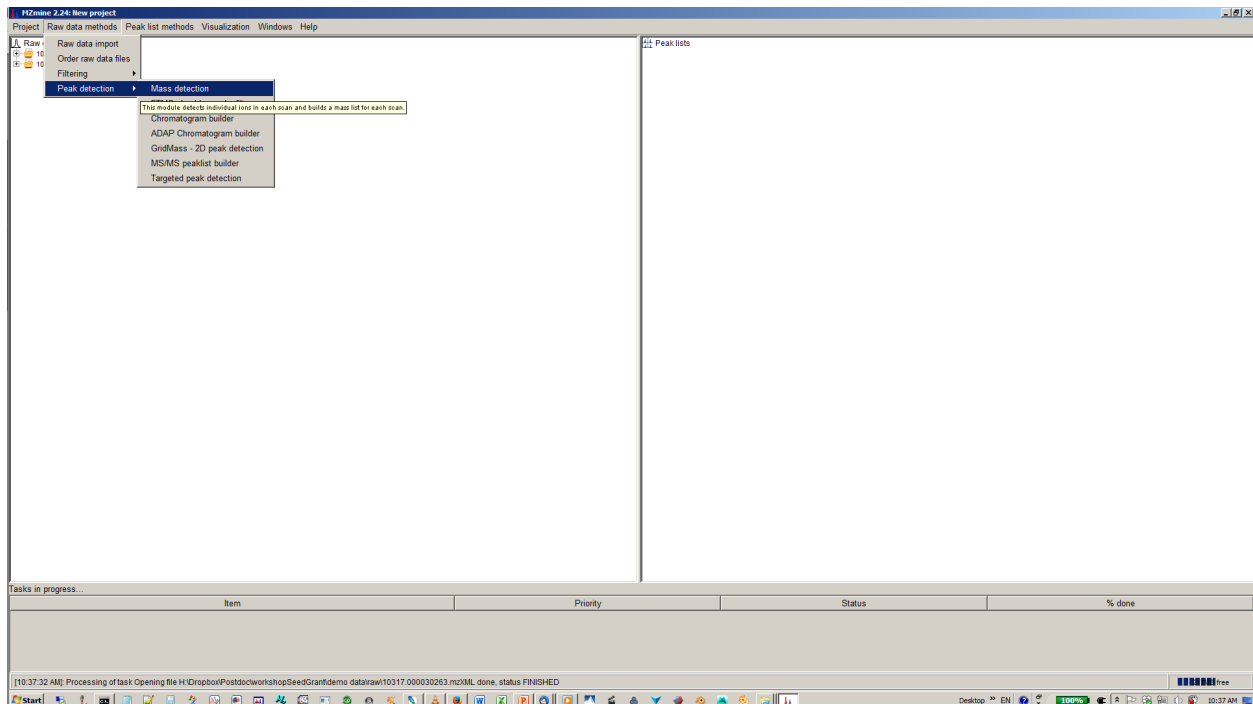 MZmine 2.24: New project
Project Raw data methods Peak list methods Visualization Windows Help
Raw
10
10
Raw data import
Order raw data files
Filtering
Peak detection
Mass detection
This module detects individual ions in each scan and builds a mass list for each scan.
Chromatogram builder
ADAP Chromatogram builder
GridMass - 2D peak detection
MS/MS peaklist builder
Targeted peak detection
Peak lists
Tasks in progress...
Item Priority Status % done
[10:37:32 AM]: Processing of task Opening file H:\Dropbox\Postdoc\workshopSeedGrant\demo data\raw\10317.000030263.mzXML done, status FINISHED
free
Start Desktop » EN 100% 10:37 AM